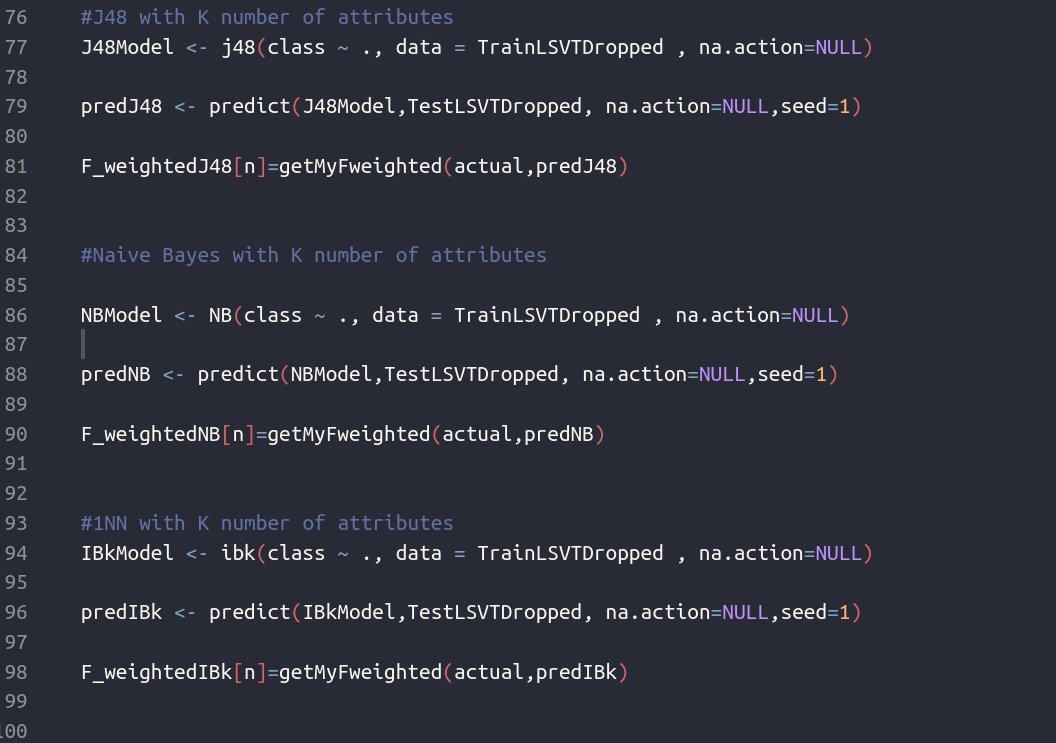 76 #J48 with K number of attributes
77 J48Model <- j48(class ~ ., data = TrainLSVTDropped , na.action=NULL)
78
79 predJ48 <- predict(J48Model,TestLSVTDropped, na.action=NULL,seed=1)
80
81 F_weightedJ48[n]=getMyFweighted(actual,predJ48)
82
83
84 #Naive Bayes with K number of attributes
85
86 NBModel <- NB(class ~ ., data = TrainLSVTDropped , na.action=NULL)
87
88 predNB <- predict(NBModel,TestLSVTDropped, na.action=NULL,seed=1)
89
90 F_weightedNB[n]=getMyFweighted(actual,predNB)
91
92
93 #1NN with K number of attributes
94 IBkModel <- ibk(class ~ ., data = TrainLSVTDropped , na.action=NULL)
95
96 predIBk <- predict(IBkModel,TestLSVTDropped, na.action=NULL,seed=1)
97
98 F_weightedIBk[n]=getMyFweighted(actual,predIBk)
99
100